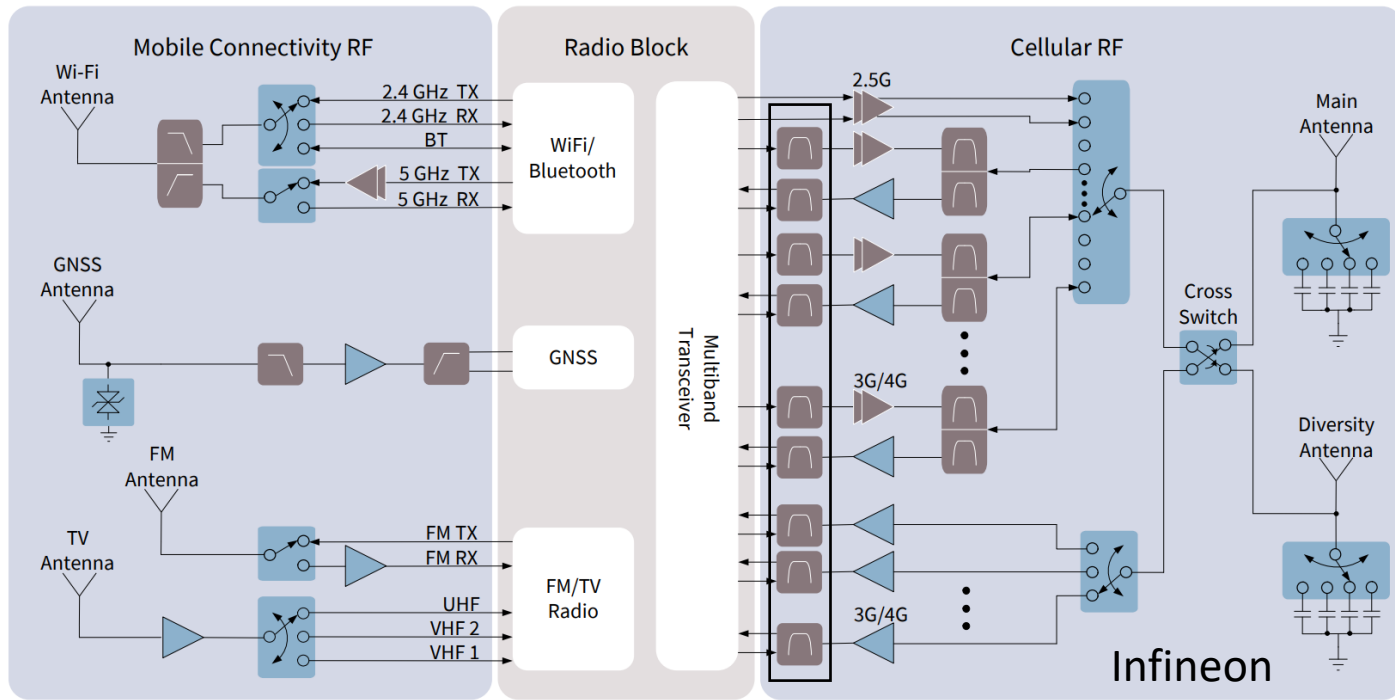 Mobile Connectivity RF
Radio Block
Cellular RF
Wi-Fi
Antenna
2.4 GHz TX
2.4 GHz RX
BT
5 GHz TX
5 GHz RX
WiFi/
Bluetooth
2.5G
Main
Antenna
GNSS
Antenna
GNSS
Multiband
Transceiver
Cross
Switch
3G/4G
FM
Antenna
TV
Antenna
FM TX
FM RX
UHF
VHF 2
VHF 1
FM/TV
Radio
3G/4G
Diversity
Antenna
Infineon